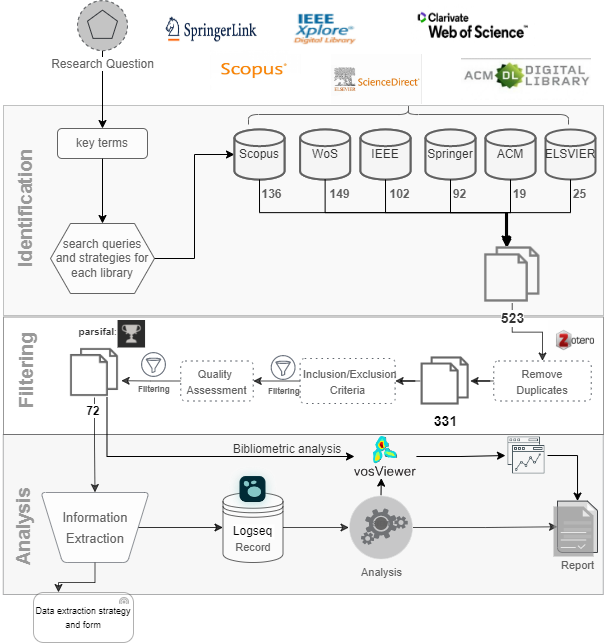 Research Question
SpringerLink
IEEE
Xplore®
Digital Library
Clarivate
Web of Science™
Scopus®
ELSEVIER
ScienceDirect®
ACM DL DIGITAL
LIBRARY
Identification
key terms
search queries
and strategies for
each library
Scopus
WoS
IEEE
Springer
ACM
ELSVIER
136
149
102
92
19
25
523
Filtering
parsifal:
Zotero
72
Filtering
Quality
Assessment
Filtering
Inclusion/Exclusion
Criteria
331
Remove
Duplicates
Analysis
Bibliometric analysis
vosViewer
Information
Extraction
Logseq
Record
Analysis
Report
Data extraction strategy
and form